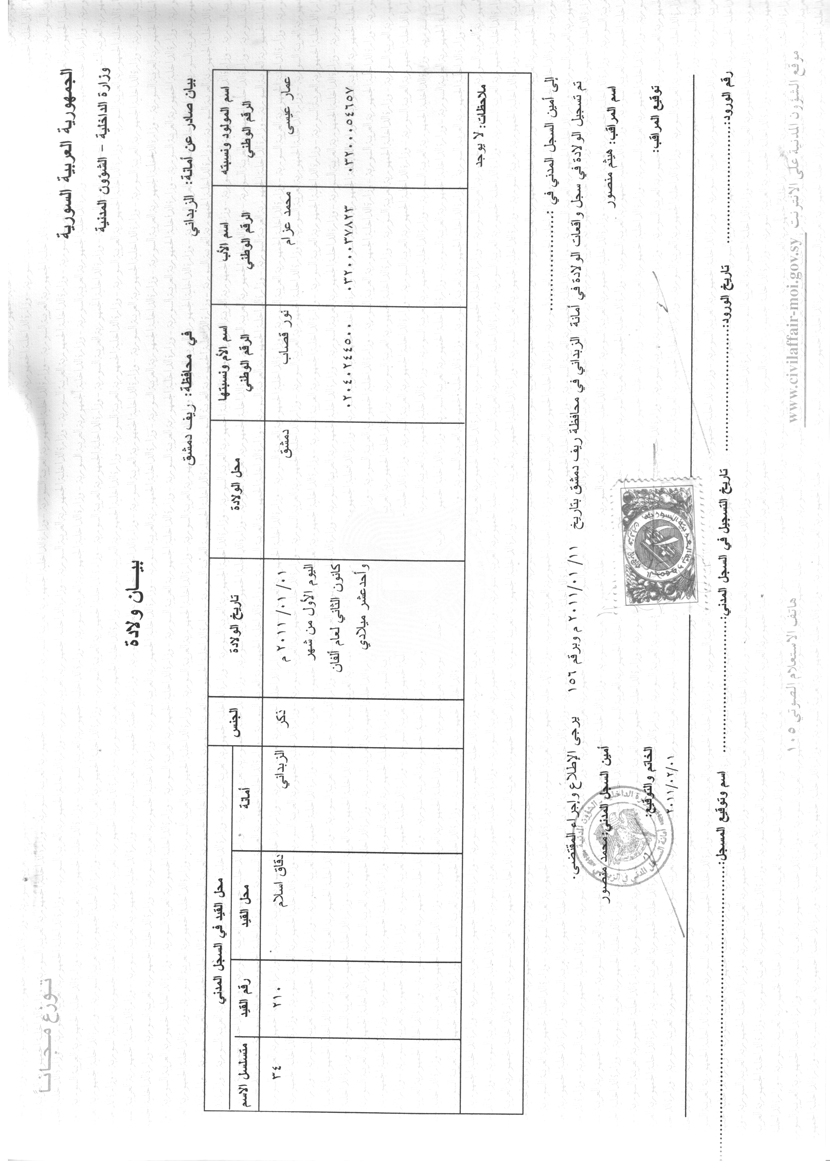 توزع مجاناً
الجمهورية العربية السورية
وزارة الداخلية - الشؤون المدنية
بيان ولادة
بيان صادر عن أمانة: الزبداني في محافظة: ريف دمشق
اسم المولود ونسبته الرقم الوطني
اسم الأب الرقم الوطني
اسم الأم ونسبتها الرقم الوطني
محل الولادة
تاريخ الولادة
الجنس
محل القيد في السجل المدني
أمانة
محل القيد
رقم القيد
متسلسل الاسم
عمار عيسى
٠٣٢٠٠٠٥٤٦٥٧
محمد عزام
٠٣٢٠٠٠٣٧٨٢٣
نور قصاب
٠٢٠٤٠٢٤٤٥٠٠
دمشق
٢٠١١/٠١/٠١ م
اليوم الأول من شهر
كانون الثاني لعام ألفان
وأحد عشر ميلادي
ذكر
الزبداني
دقاق اسلام
٢١٠
٣٤
ملاحظات: لا يوجد
إلى أمين السجل المدني في :
تم تسجيل الولادة في سجل واقعات الولادة في أمانة الزبداني في محافظة ريف دمشق بتاريخ ٢٠١١/٠١/١١ م وبرقم ١٥٦ يرجى الإطلاع وإجراء المقتضى.
اسم المراقب: هيثم منصور
أمين السجل المدني: محمد منصور
توقيع المراقب:
الخاتم والتوقيع:
٢٠١١/٠٢/٠١
رقم الورود: تاريخ الورود: تاريخ التسجيل في السجل المدني: اسم وتوقيع المسجل:
موقع الشؤون المدنية على الانترنت www.civilaffair-moi.gov.sy هاتف الاستعلام الصوتي ١٠٥